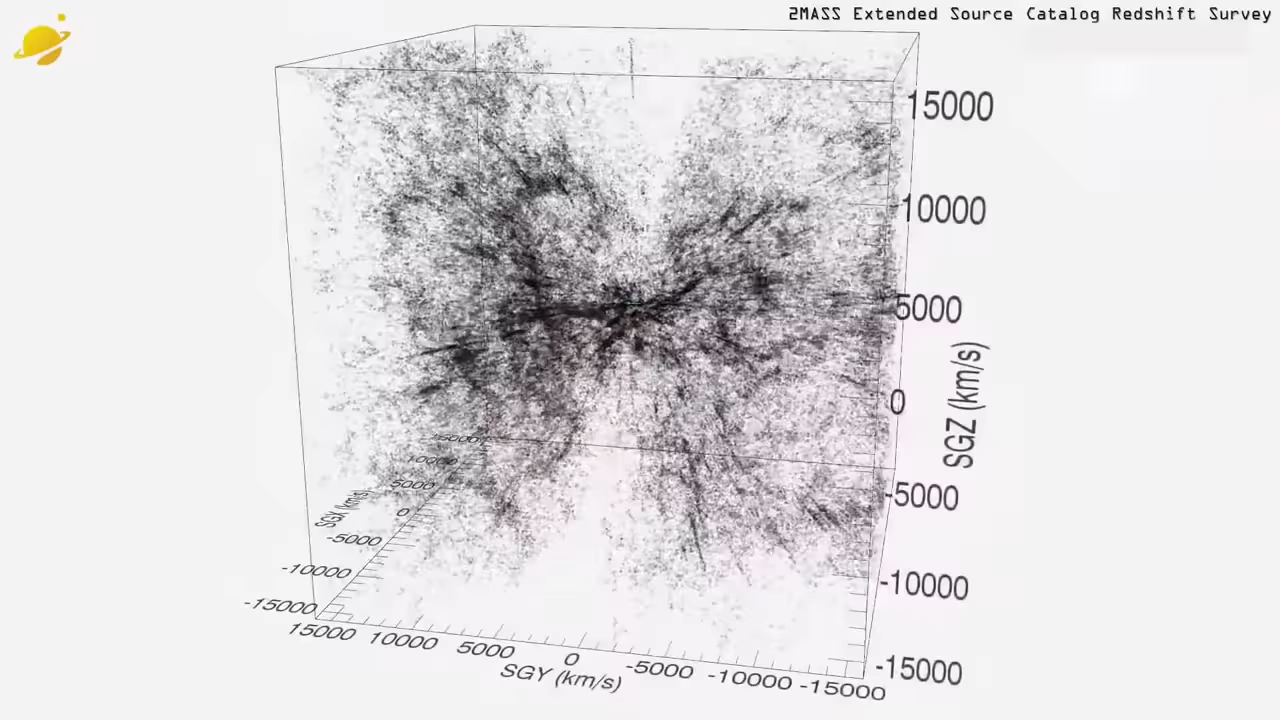 2MASS Extended Source Catalog Redshift Survey
15000
10000
5000
0
-5000
-10000
-15000
SGZ (km/s)
15000
10000
5000
0
-5000
-10000
-15000
SGX (km/s)
15000 10000 5000 0 -5000 -10000 -15000
SGY (km/s)